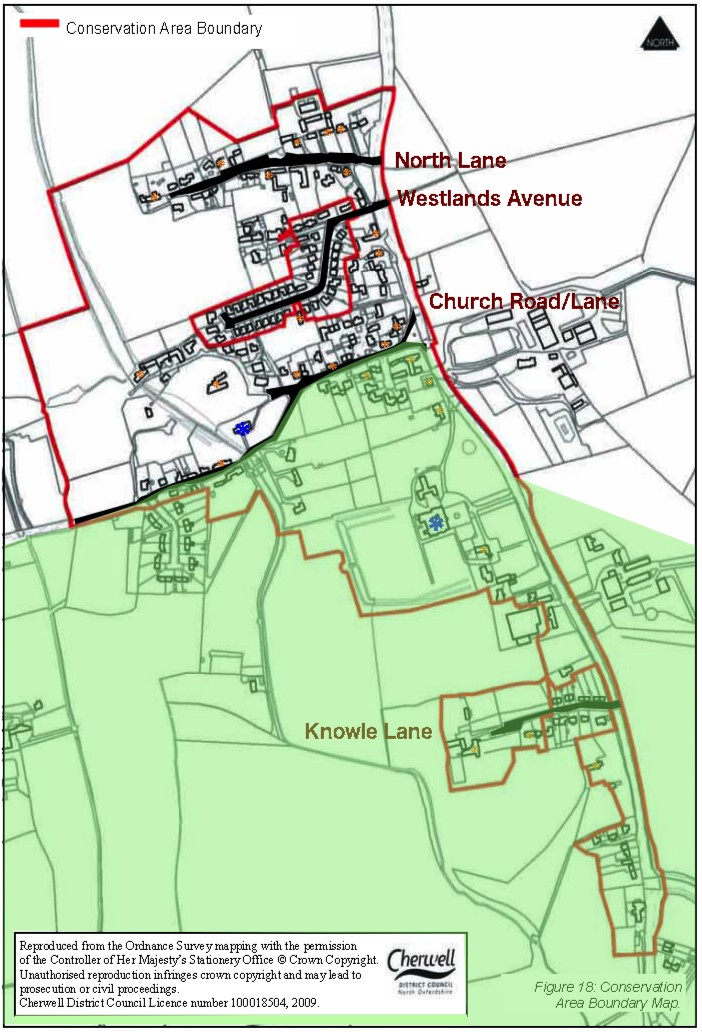 Conservation Area Boundary
NORTH
North Lane
Westlands Avenue
Church Road/Lane
Knowle Lane
Reproduced from the Ordnance Survey mapping with the permission
of the Controller of Her Majesty's Stationery Office © Crown Copyright.
Unauthorised reproduction infringes crown copyright and may lead to
prosecution or civil proceedings.
Cherwell District Council Licence number 100018504, 2009.
Cherwell
DISTRICT COUNCIL
North Oxfordshire
Figure 18: Conservation
Area Boundary Map.